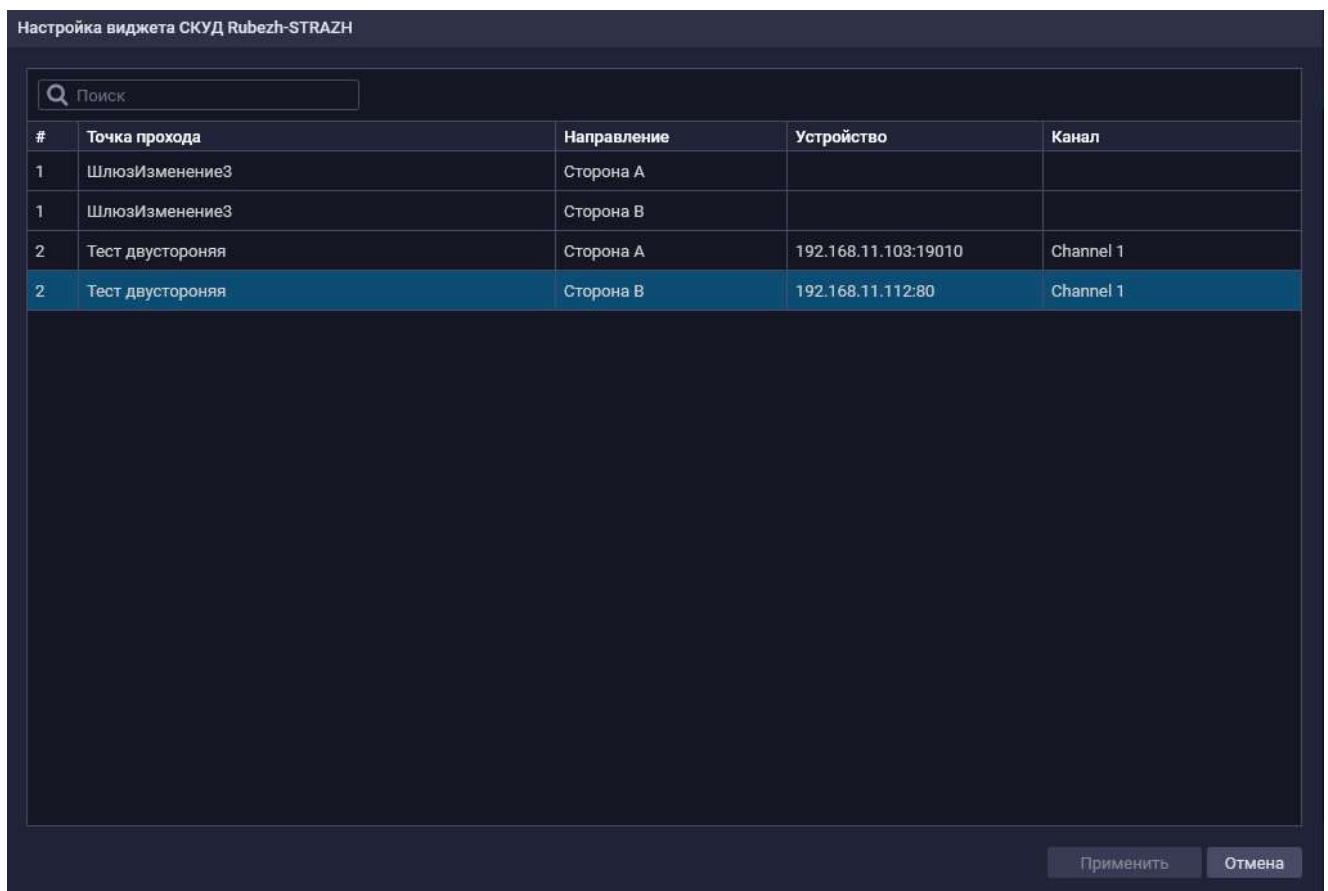 Настройка виджета СКУД Rubezh-STRAZH
Поиск
# Точка прохода Направление Устройство Канал
1 ШлюзИзменение3 Сторона A
1 ШлюзИзменение3 Сторона B
2 Тест двустороняя Сторона A 192.168.11.103:19010 Channel 1
2 Тест двустороняя Сторона B 192.168.11.112:80 Channel 1
Применить Отмена